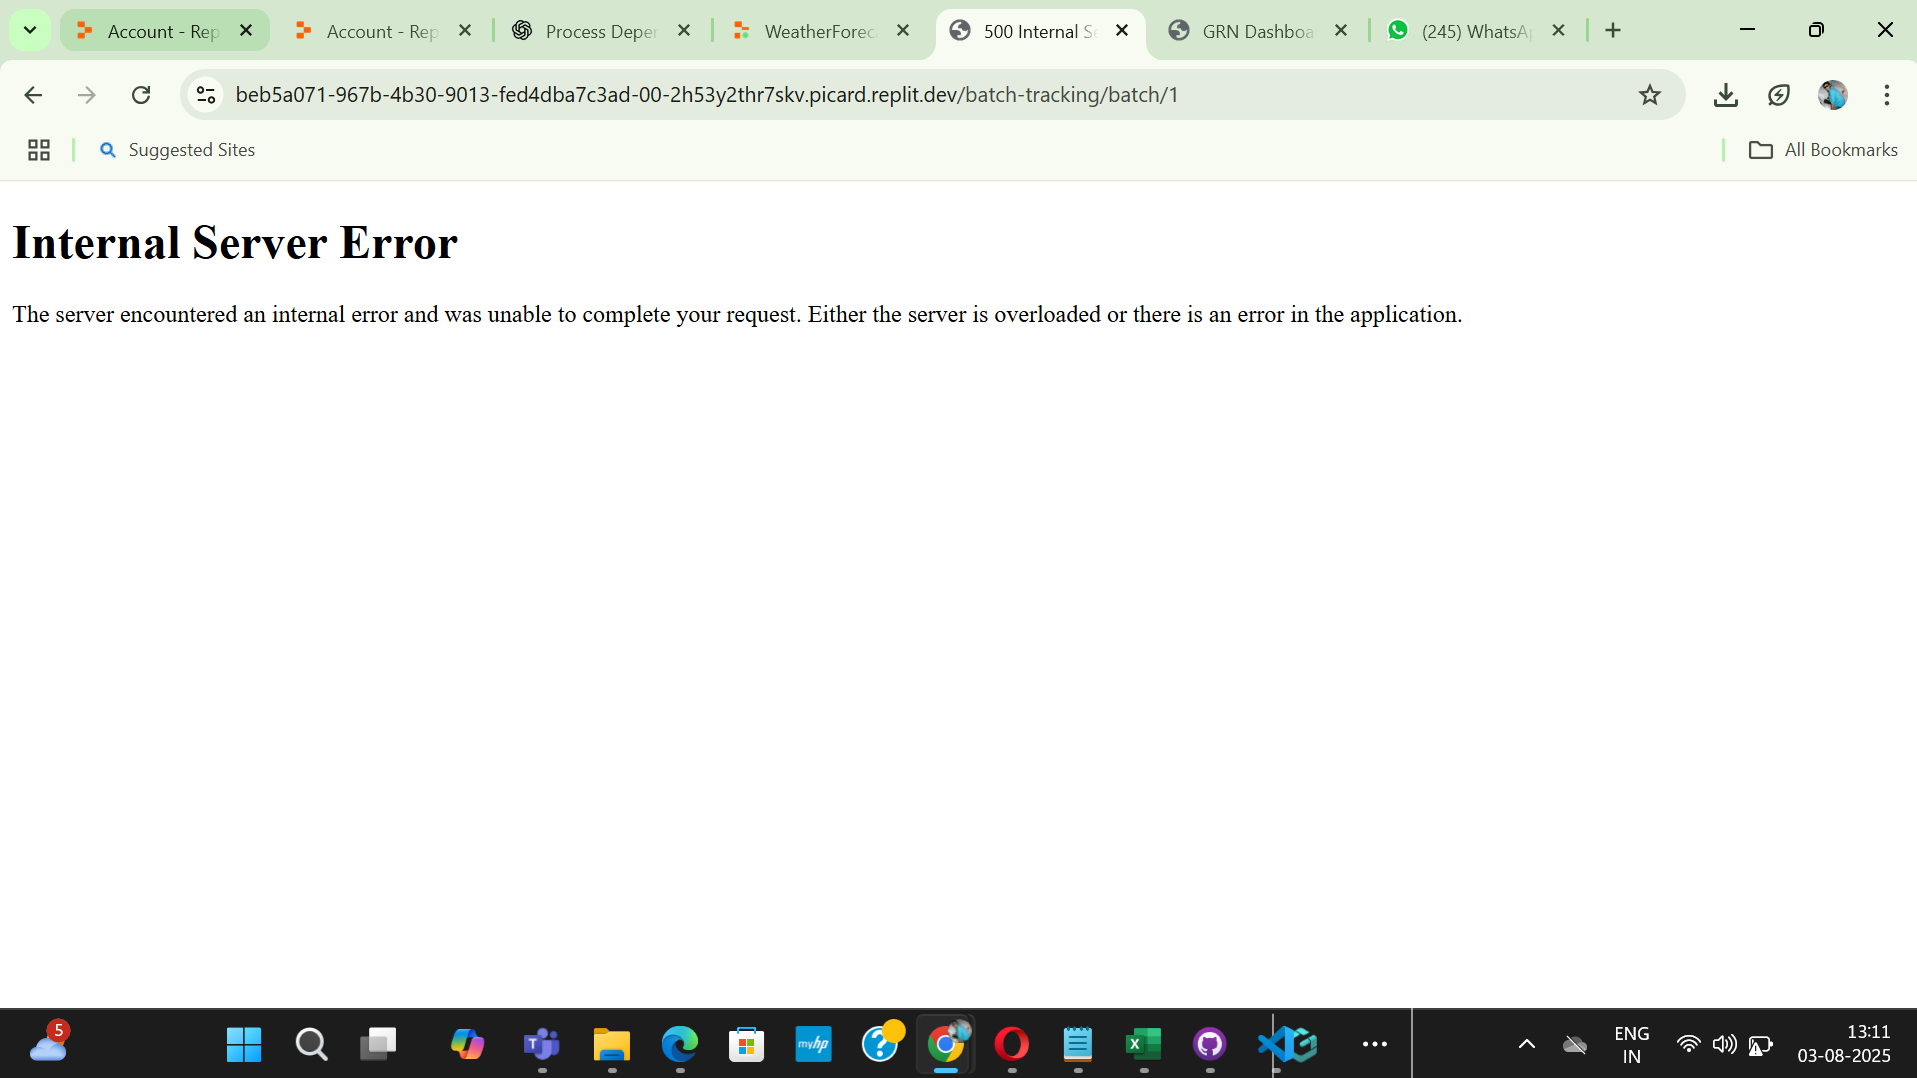 Account - Rep
Account - Rep
Process Deper
WeatherForec
500 Internal S
GRN Dashboa
(245) WhatsA
beb5a071-967b-4b30-9013-fed4dba7c3ad-00-2h53y2thr7skv.picard.replit.dev/batch-tracking/batch/1
Suggested Sites
All Bookmarks
Internal Server Error
The server encountered an internal error and was unable to complete your request. Either the server is overloaded or there is an error in the application.
5
myhp
ENG
IN
13:11
03-08-2025